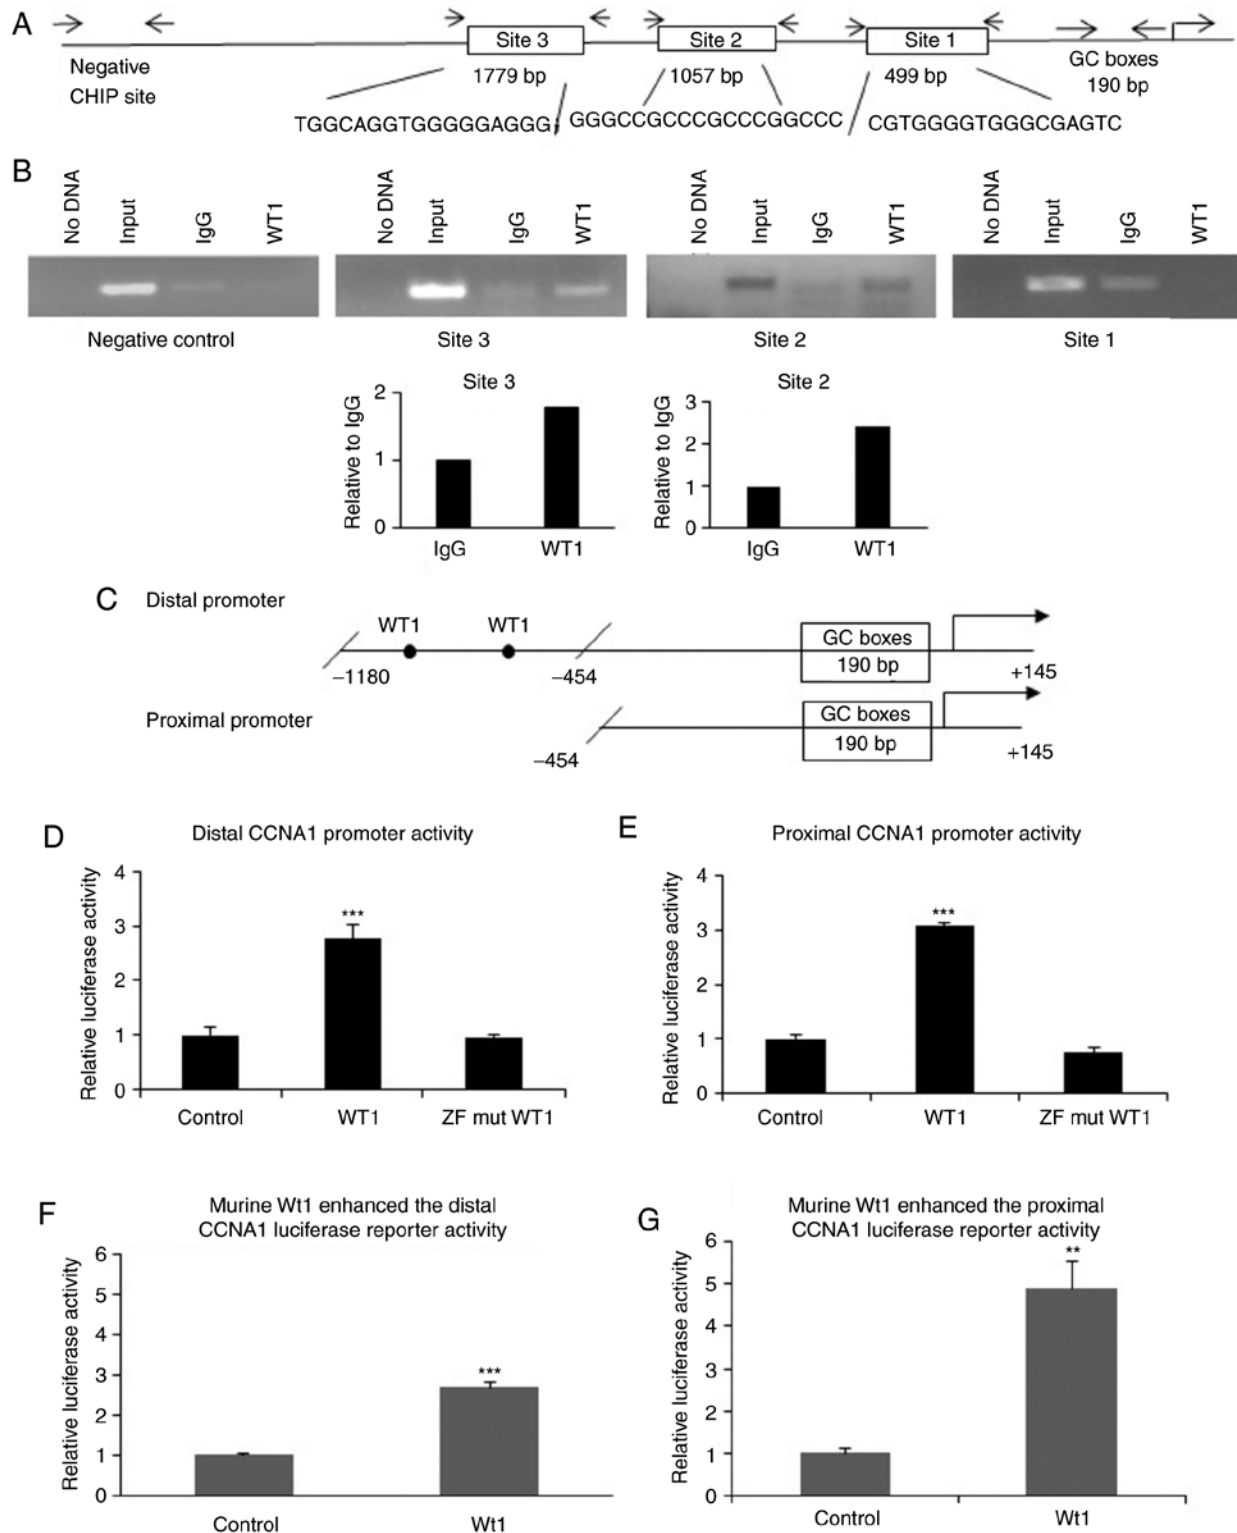 A
Site 3
Site 2
Site 1
Negative
CHIP site
1779 bp
1057 bp
499 bp
GC boxes
190 bp
TGGCAGGTGGGGGAGGG
GGGCCGCCCGCCCGGCCC
CGTGGGGTGGGCGAGTC
B
No DNA
Input
IgG
WT1
No DNA
Input
IgG
WT1
No DNA
Input
IgG
WT1
No DNA
Input
IgG
WT1
Negative control
Site 3
Site 2
Site 1
Site 3
Relative to IgG
2
1
0
IgG
WT1
Site 2
Relative to IgG
3
2
1
0
IgG
WT1
C
Distal promoter
WT1
WT1
GC boxes
190 bp
−1180
−454
+145
Proximal promoter
GC boxes
190 bp
−454
+145
D
Distal CCNA1 promoter activity
Relative luciferase activity
4
3
2
1
0
***
Control
WT1
ZF mut WT1
E
Proximal CCNA1 promoter activity
Relative luciferase activity
4
3
2
1
0
***
Control
WT1
ZF mut WT1
F
Murine Wt1 enhanced the distal
CCNA1 luciferase reporter activity
Relative luciferase activity
6
5
4
3
2
1
0
***
Control
Wt1
G
Murine Wt1 enhanced the proximal
CCNA1 luciferase reporter activity
Relative luciferase activity
6
5
4
3
2
1
0
**
Control
Wt1